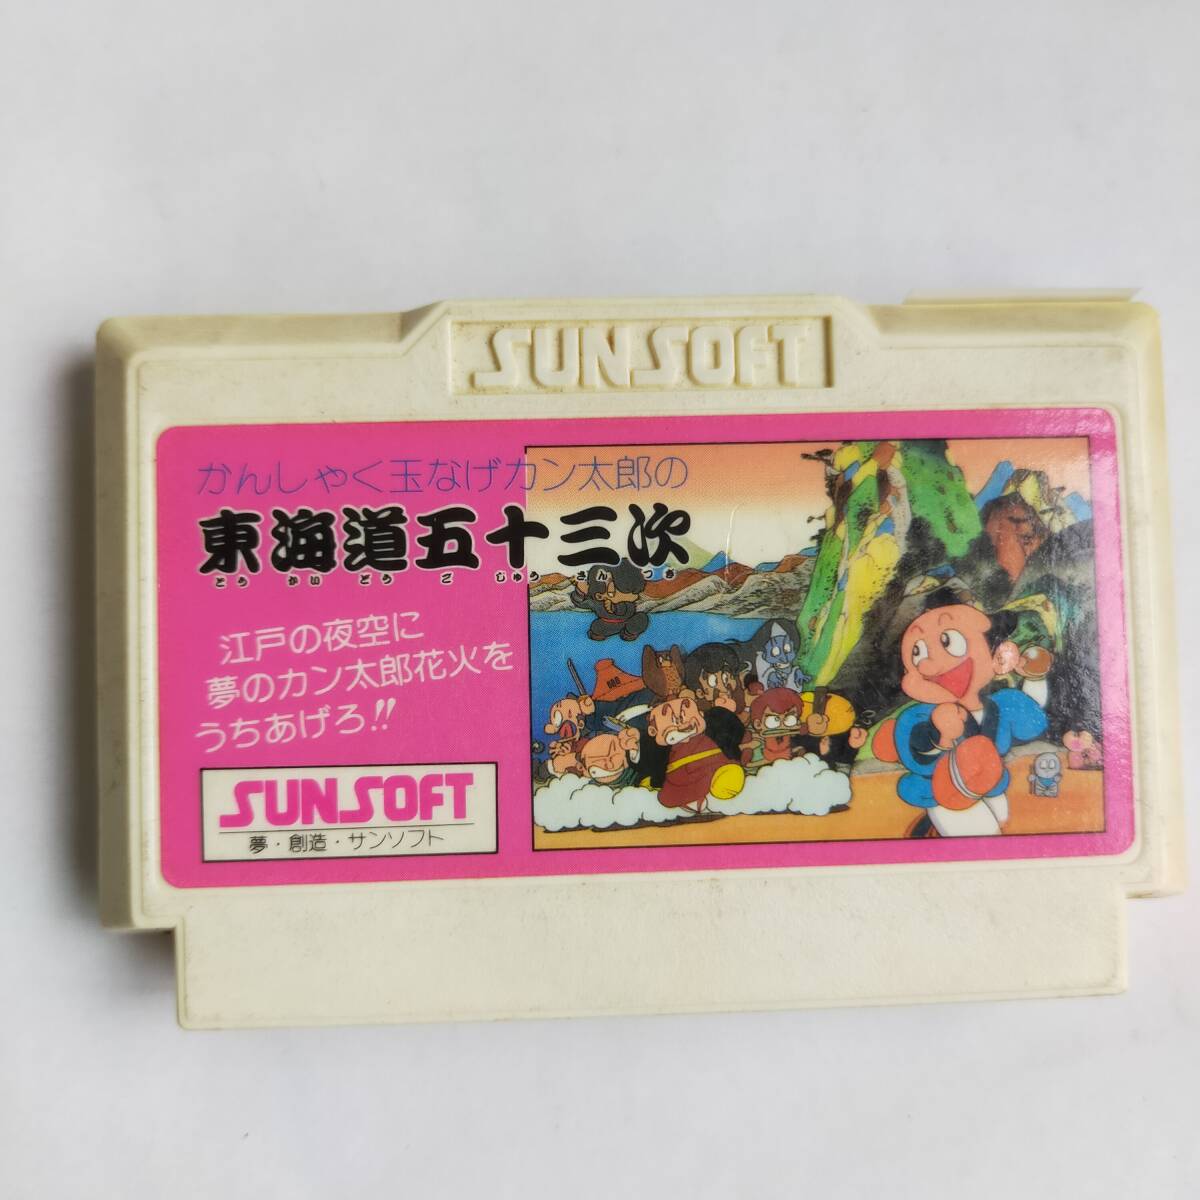 SUNSOFT
かんしゃく玉なげカン太郎の
東海道五十三次
とうかいどうごじゅうさんつぎ
江戸の夜空に
夢のカン太郎花火を
うちあげろ!!
SUNSOFT
夢・創造・サンソフト